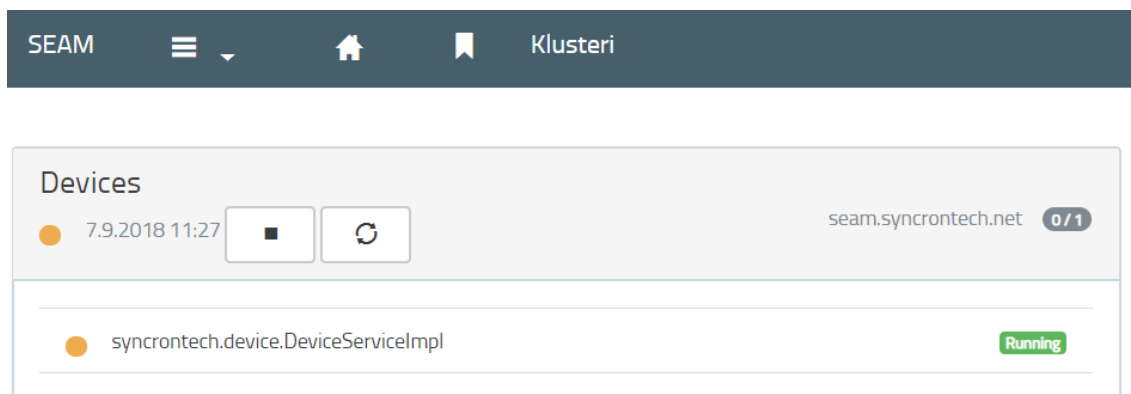 SEAM Klusteri
Devices
7.9.2018 11:27 seam.syncrontech.net 0/1
syncrontech.device.DeviceServiceImpl Running